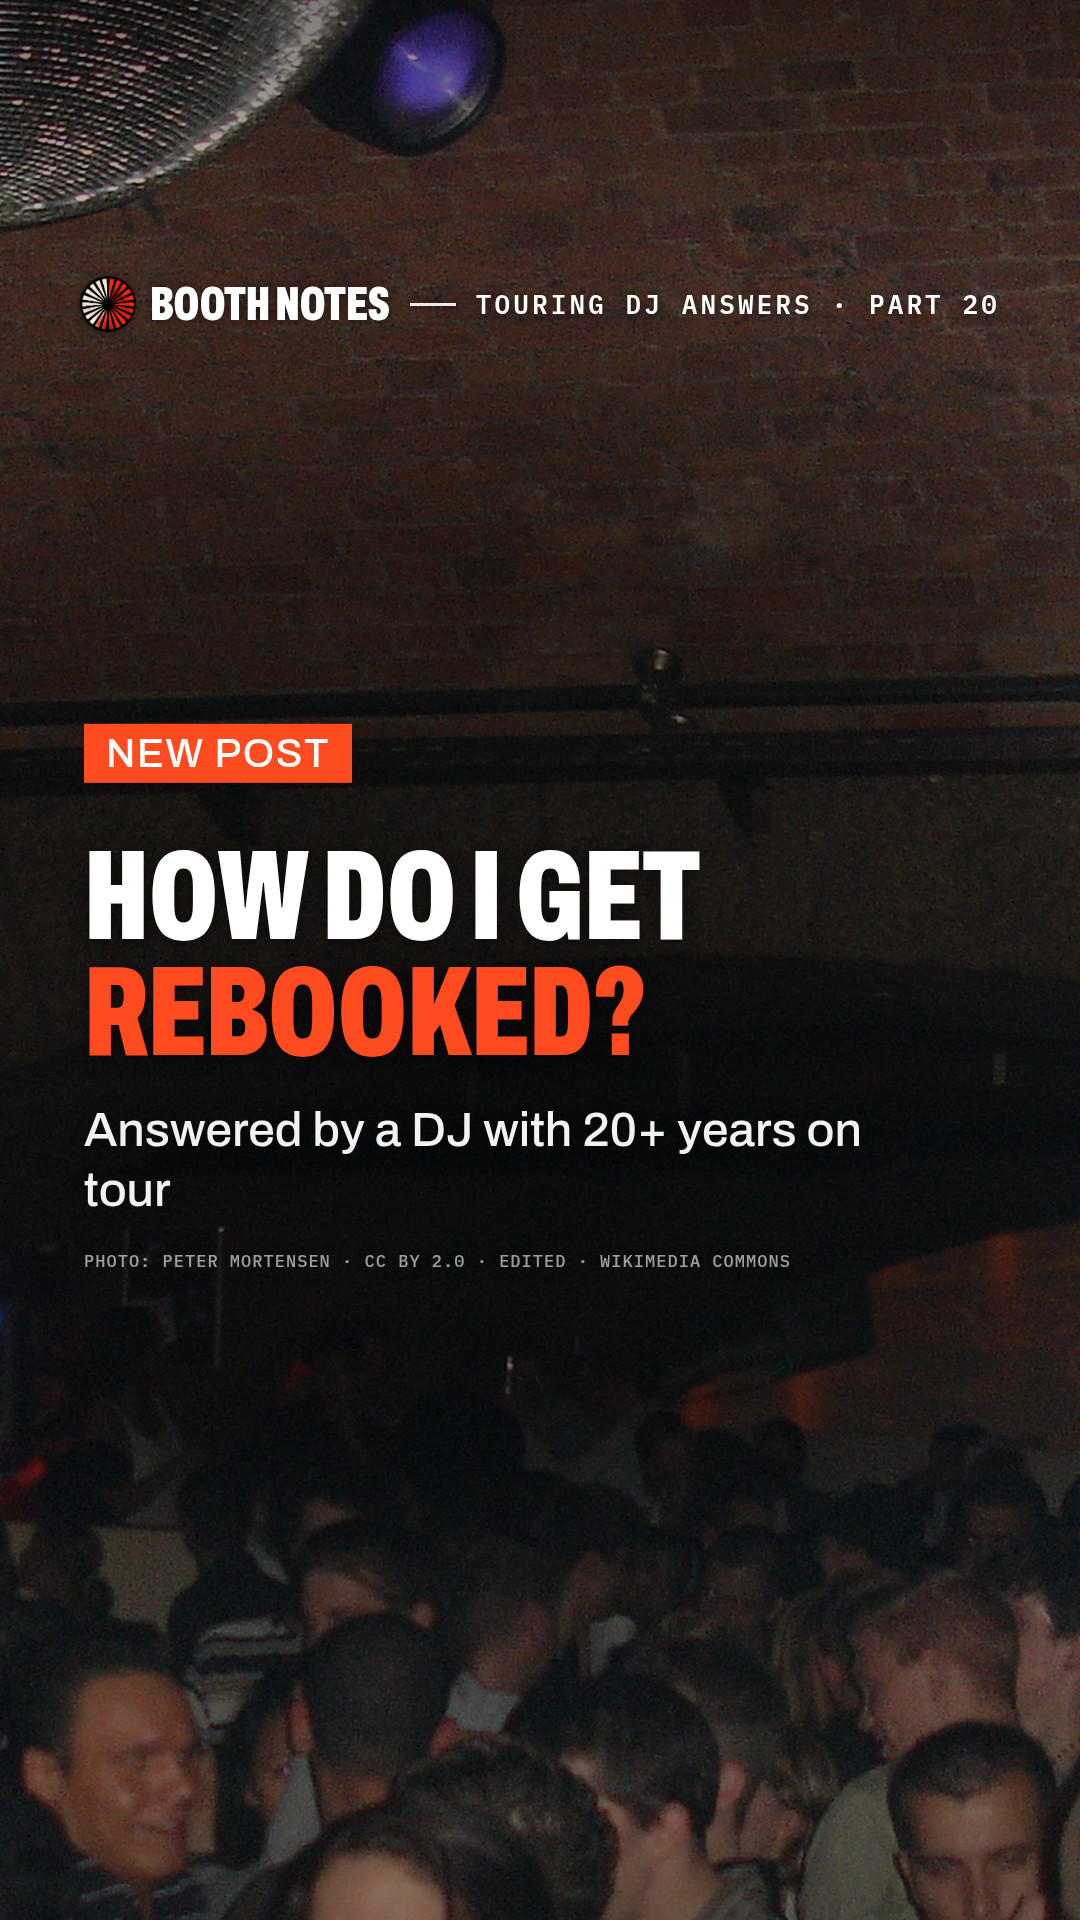 BOOTH NOTES — TOURING DJ ANSWERS · PART 20
NEW POST
HOW DO I GET
REBOOKED?
Answered by a DJ with 20+ years on
tour
PHOTO: PETER MORTENSEN · CC BY 2.0 · EDITED · WIKIMEDIA COMMONS